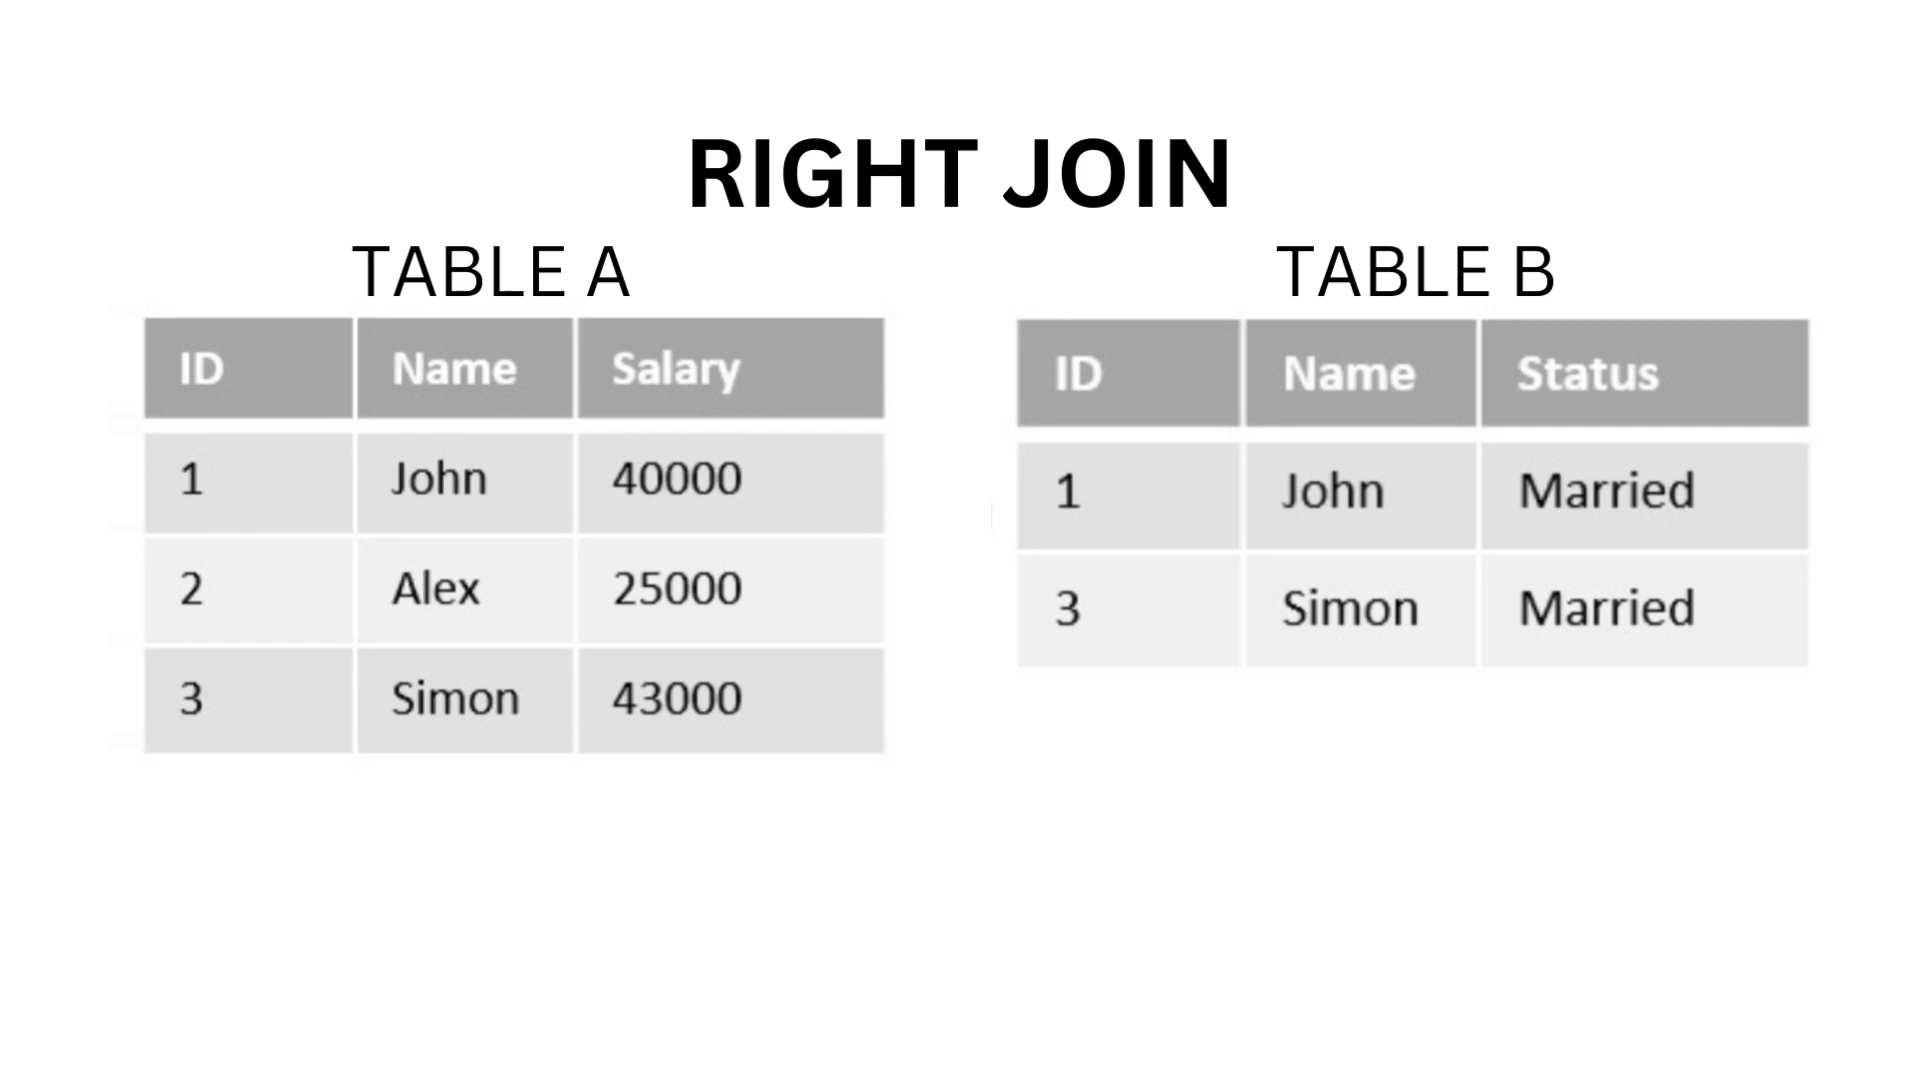 RIGHT JOIN
TABLE A
ID Name Salary
1 John 40000
2 Alex 25000
3 Simon 43000
TABLE B
ID Name Status
1 John Married
3 Simon Married